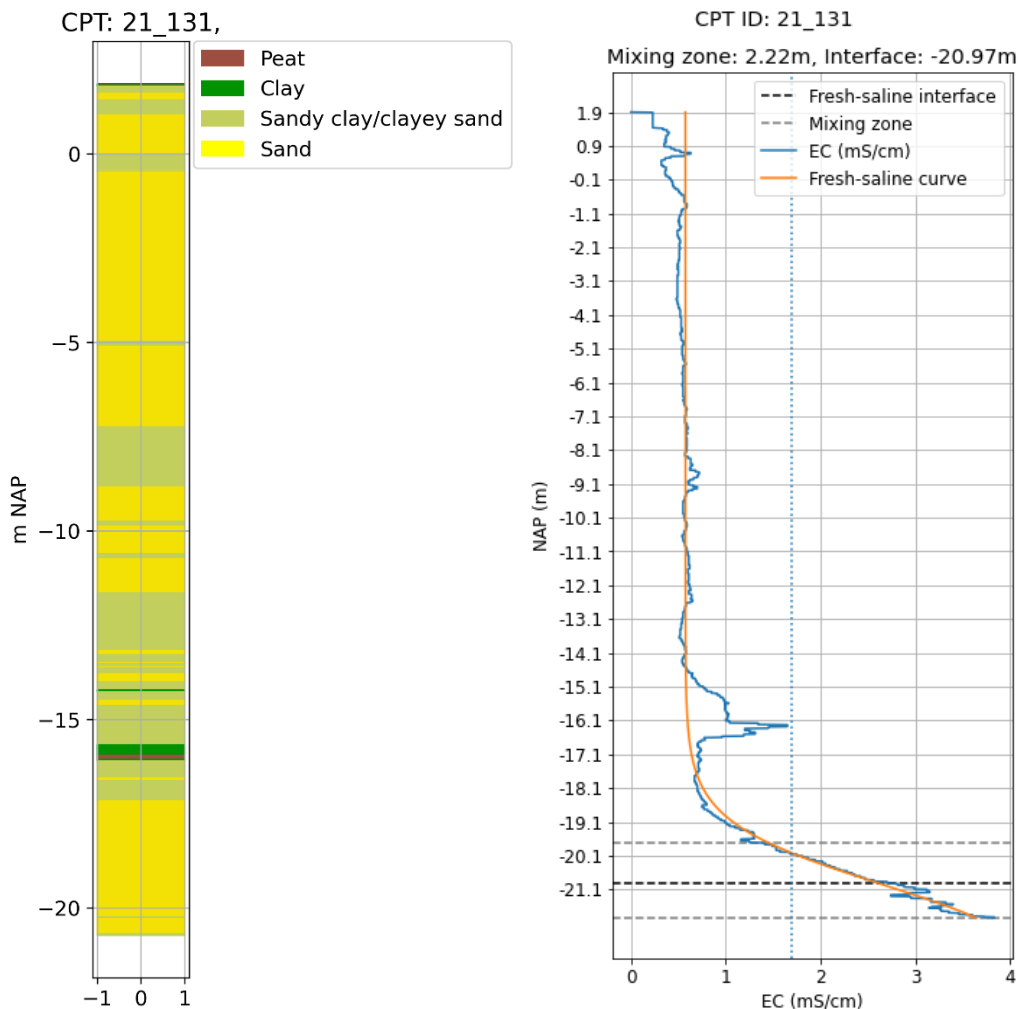 CPT: 21_131,
Peat
Clay
Sandy clay/clayey sand
Sand
m NAP
0
−5
−10
−15
−20
−1 0 1
CPT ID: 21_131
Mixing zone: 2.22m, Interface: -20.97m
Fresh-saline interface
Mixing zone
EC (mS/cm)
Fresh-saline curve
NAP (m)
1.9
0.9
-0.1
-1.1
-2.1
-3.1
-4.1
-5.1
-6.1
-7.1
-8.1
-9.1
-10.1
-11.1
-12.1
-13.1
-14.1
-15.1
-16.1
-17.1
-18.1
-19.1
-20.1
-21.1
0 1 2 3 4
EC (mS/cm)